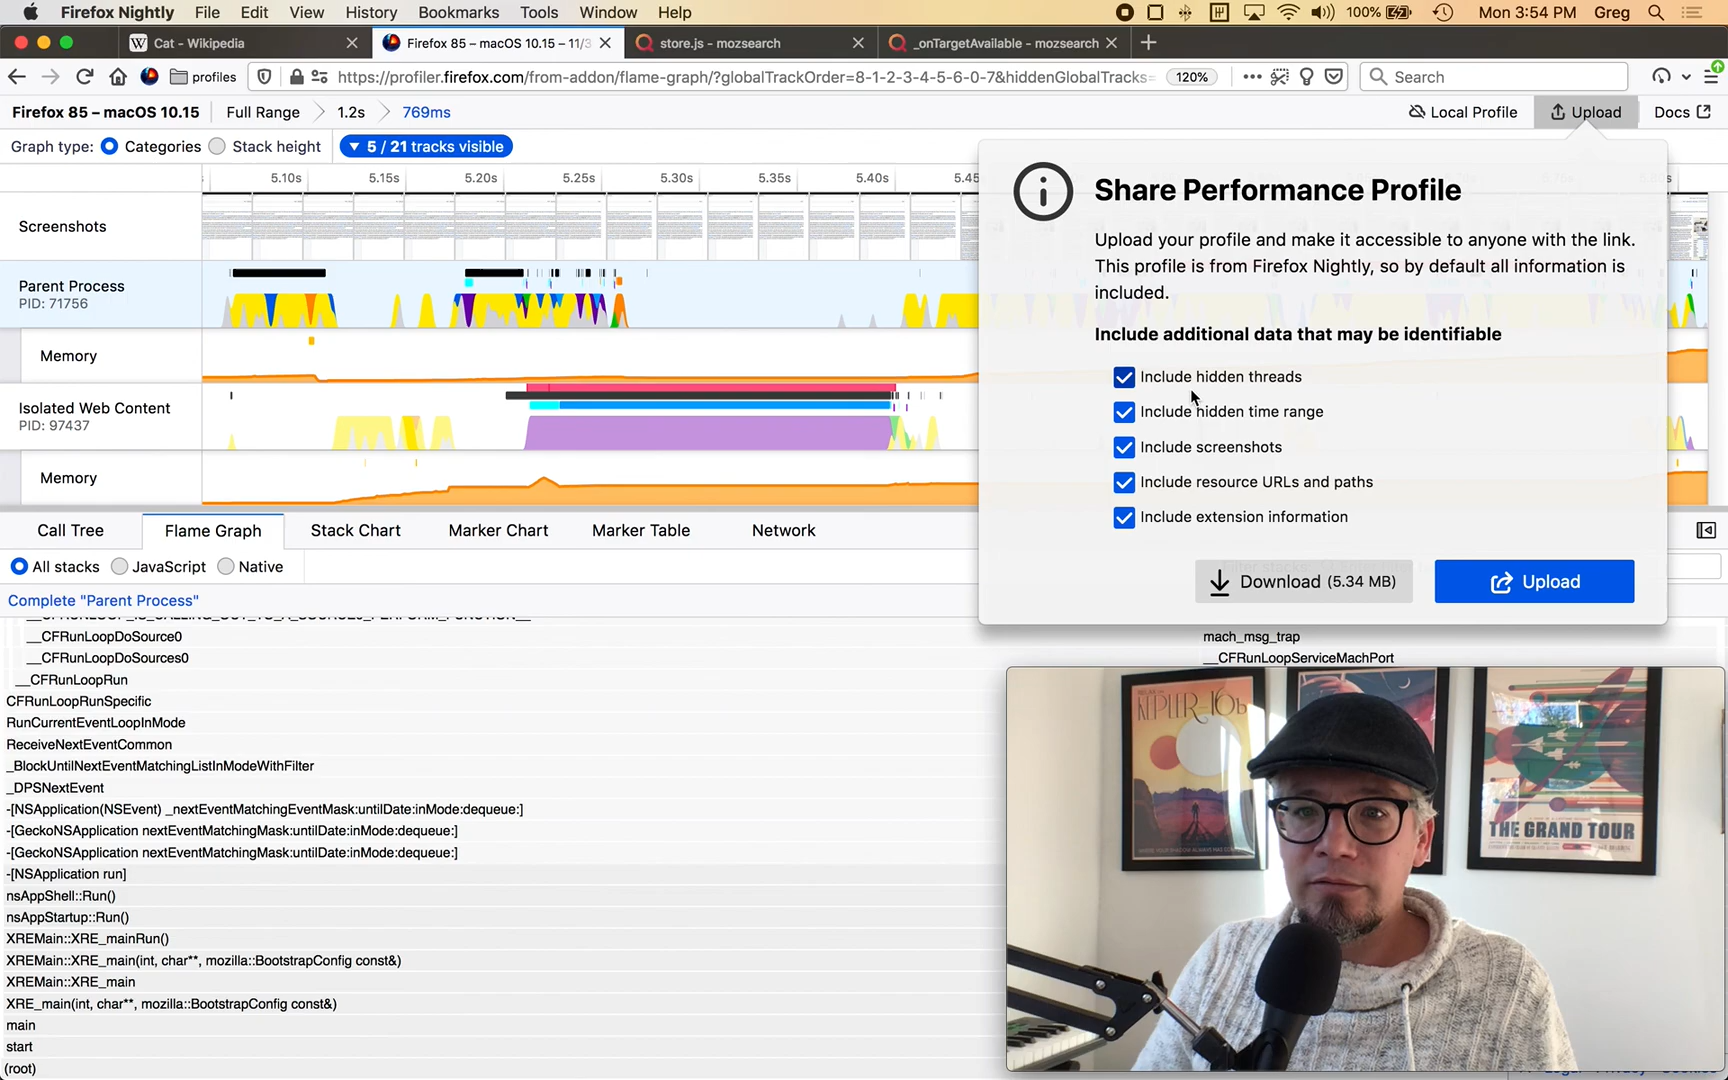 Firefox Nightly File Edit View History Bookmarks Tools Window Help 100% Mon 3:54 PM Greg
Cat - Wikipedia
Firefox 85 – macOS 10.15 – 11/3
store.js - mozsearch
_onTargetAvailable - mozsearch
profiles
https://profiler.firefox.com/from-addon/flame-graph/?globalTrackOrder=8-1-2-3-4-5-6-0-7&hiddenGlobalTracks=
120%
Search
Firefox 85 – macOS 10.15 Full Range 1.2s 769ms
Local Profile Upload Docs
Graph type: Categories Stack height 5 / 21 tracks visible
5.10s 5.15s 5.20s 5.25s 5.30s 5.35s 5.40s 5.45
Screenshots
Parent Process
PID: 71756
Memory
Isolated Web Content
PID: 97437
Memory
Share Performance Profile
Upload your profile and make it accessible to anyone with the link.
This profile is from Firefox Nightly, so by default all information is
included.
Include additional data that may be identifiable
Include hidden threads
Include hidden time range
Include screenshots
Include resource URLs and paths
Include extension information
Download (5.34 MB) Upload
Call Tree Flame Graph Stack Chart Marker Chart Marker Table Network
All stacks JavaScript Native
Complete "Parent Process"
__CFRunLoopDoSource0
__CFRunLoopDoSources0
__CFRunLoopRun
CFRunLoopRunSpecific
RunCurrentEventLoopInMode
ReceiveNextEventCommon
_BlockUntilNextEventMatchingListInModeWithFilter
_DPSNextEvent
-[NSApplication(NSEvent) _nextEventMatchingEventMask:untilDate:inMode:dequeue:]
-[GeckoNSApplication nextEventMatchingMask:untilDate:inMode:dequeue:]
-[GeckoNSApplication nextEventMatchingMask:untilDate:inMode:dequeue:]
-[NSApplication run]
nsAppShell::Run()
nsAppStartup::Run()
XREMain::XRE_mainRun()
XREMain::XRE_main(int, char**, mozilla::BootstrapConfig const&)
XREMain::XRE_main
XRE_main(int, char**, mozilla::BootstrapConfig const&)
main
start
(root)
mach_msg_trap
__CFRunLoopServiceMachPort
KEPLER-16b
THE GRAND TOUR